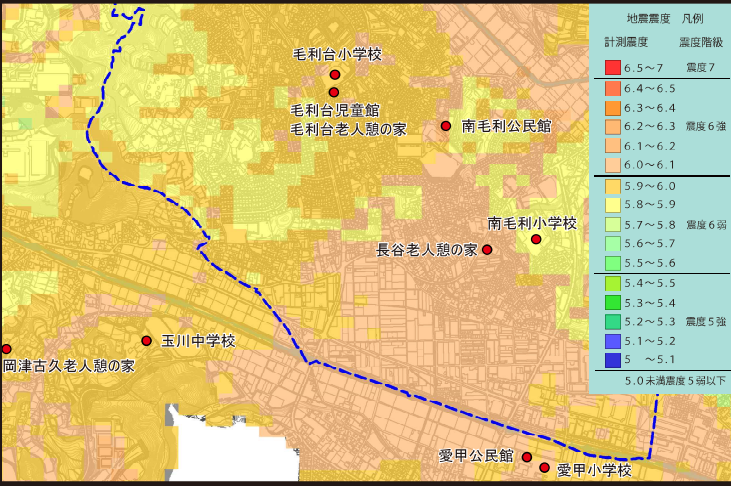 地震震度 凡例
計測震度 震度階級
6.5～7 震度7
6.4～6.5
6.3～6.4
6.2～6.3 震度6強
6.1～6.2
6.0～6.1
5.9～6.0
5.8～5.9
5.7～5.8 震度6弱
5.6～5.7
5.5～5.6
5.4～5.5
5.3～5.4
5.2～5.3 震度5強
5.1～5.2
5 ～5.1
5.0未満震度5弱以下
毛利台小学校
毛利台児童館
毛利台老人憩の家
南毛利公民館
南毛利小学校
長谷老人憩の家
玉川中学校
岡津古久老人憩の家
愛甲公民館
愛甲小学校